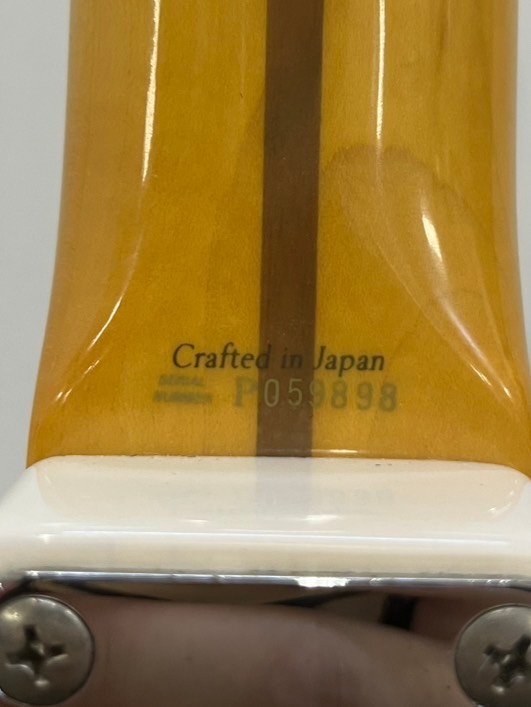 Crafted in Japan
SERIAL
NUMBER P059898